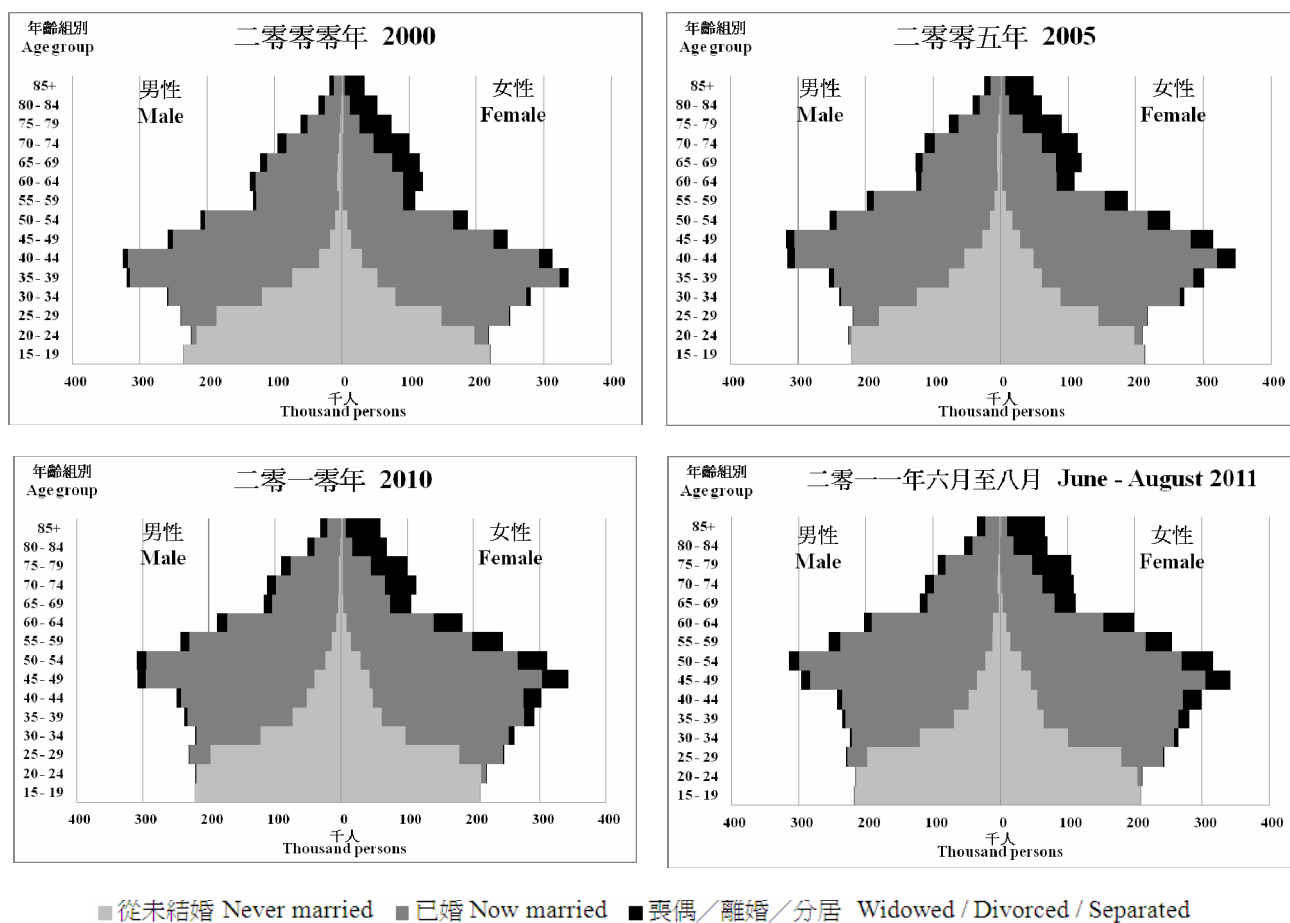 年齡組別
Age group
二零零零年 2000
男性
Male
女性
Female
85+
80 - 84
75 - 79
70 - 74
65 - 69
60 - 64
55 - 59
50 - 54
45 - 49
40 - 44
35 - 39
30 - 34
25 - 29
20 - 24
15 - 19
400 300 200 100 0 100 200 300 400
千人
Thousand persons
年齡組別
Age group
二零零五年 2005
男性
Male
女性
Female
85+
80 - 84
75 - 79
70 - 74
65 - 69
60 - 64
55 - 59
50 - 54
45 - 49
40 - 44
35 - 39
30 - 34
25 - 29
20 - 24
15 - 19
400 300 200 100 0 100 200 300 400
千人
Thousand persons
年齡組別
Age group
二零一零年 2010
男性
Male
女性
Female
85+
80 - 84
75 - 79
70 - 74
65 - 69
60 - 64
55 - 59
50 - 54
45 - 49
40 - 44
35 - 39
30 - 34
25 - 29
20 - 24
15 - 19
400 300 200 100 0 100 200 300 400
千人
Thousand persons
年齡組別
Age group
二零一一年六月至八月 June - August 2011
男性
Male
女性
Female
85+
80 - 84
75 - 79
70 - 74
65 - 69
60 - 64
55 - 59
50 - 54
45 - 49
40 - 44
35 - 39
30 - 34
25 - 29
20 - 24
15 - 19
400 300 200 100 0 100 200 300 400
千人
Thousand persons
從未結婚 Never married 已婚 Now married 喪偶／離婚／分居 Widowed / Divorced / Separated